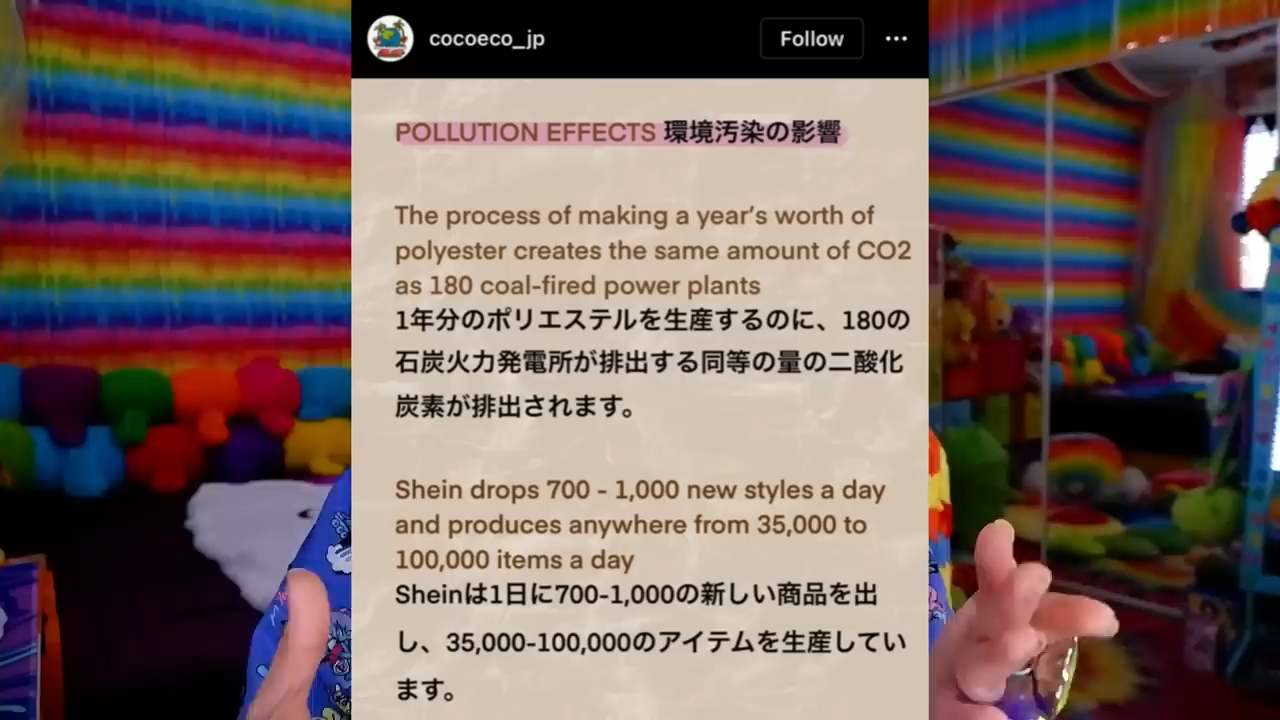 cocoeco_jp
Follow
POLLUTION EFFECTS 環境汚染の影響
The process of making a year's worth of
polyester creates the same amount of CO2
as 180 coal-fired power plants
1年分のポリエステルを生産するのに、180の
石炭火力発電所が排出する同等の量の二酸化
炭素が排出されます。
Shein drops 700 - 1,000 new styles a day
and produces anywhere from 35,000 to
100,000 items a day
Sheinは1日に700-1,000の新しい商品を出
し、35,000-100,000のアイテムを生産してい
ます。